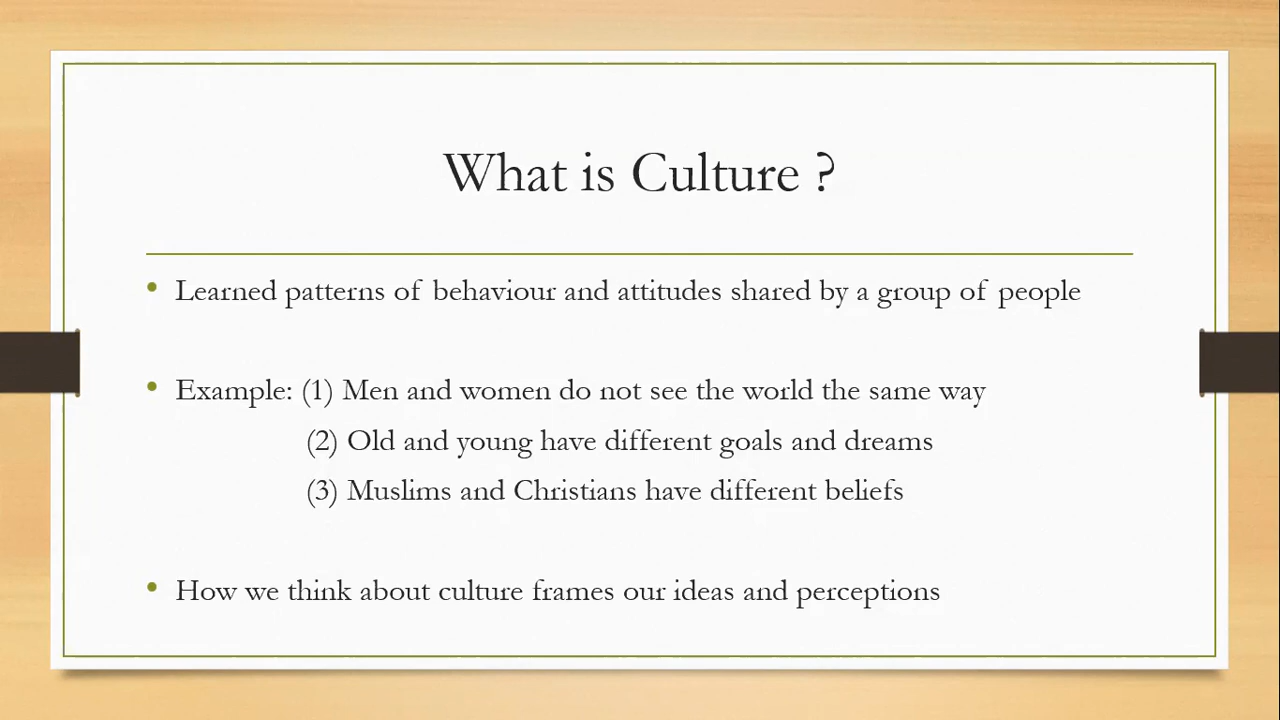 What is Culture ?
• Learned patterns of behaviour and attitudes shared by a group of people
• Example: (1) Men and women do not see the world the same way
(2) Old and young have different goals and dreams
(3) Muslims and Christians have different beliefs
• How we think about culture frames our ideas and perceptions